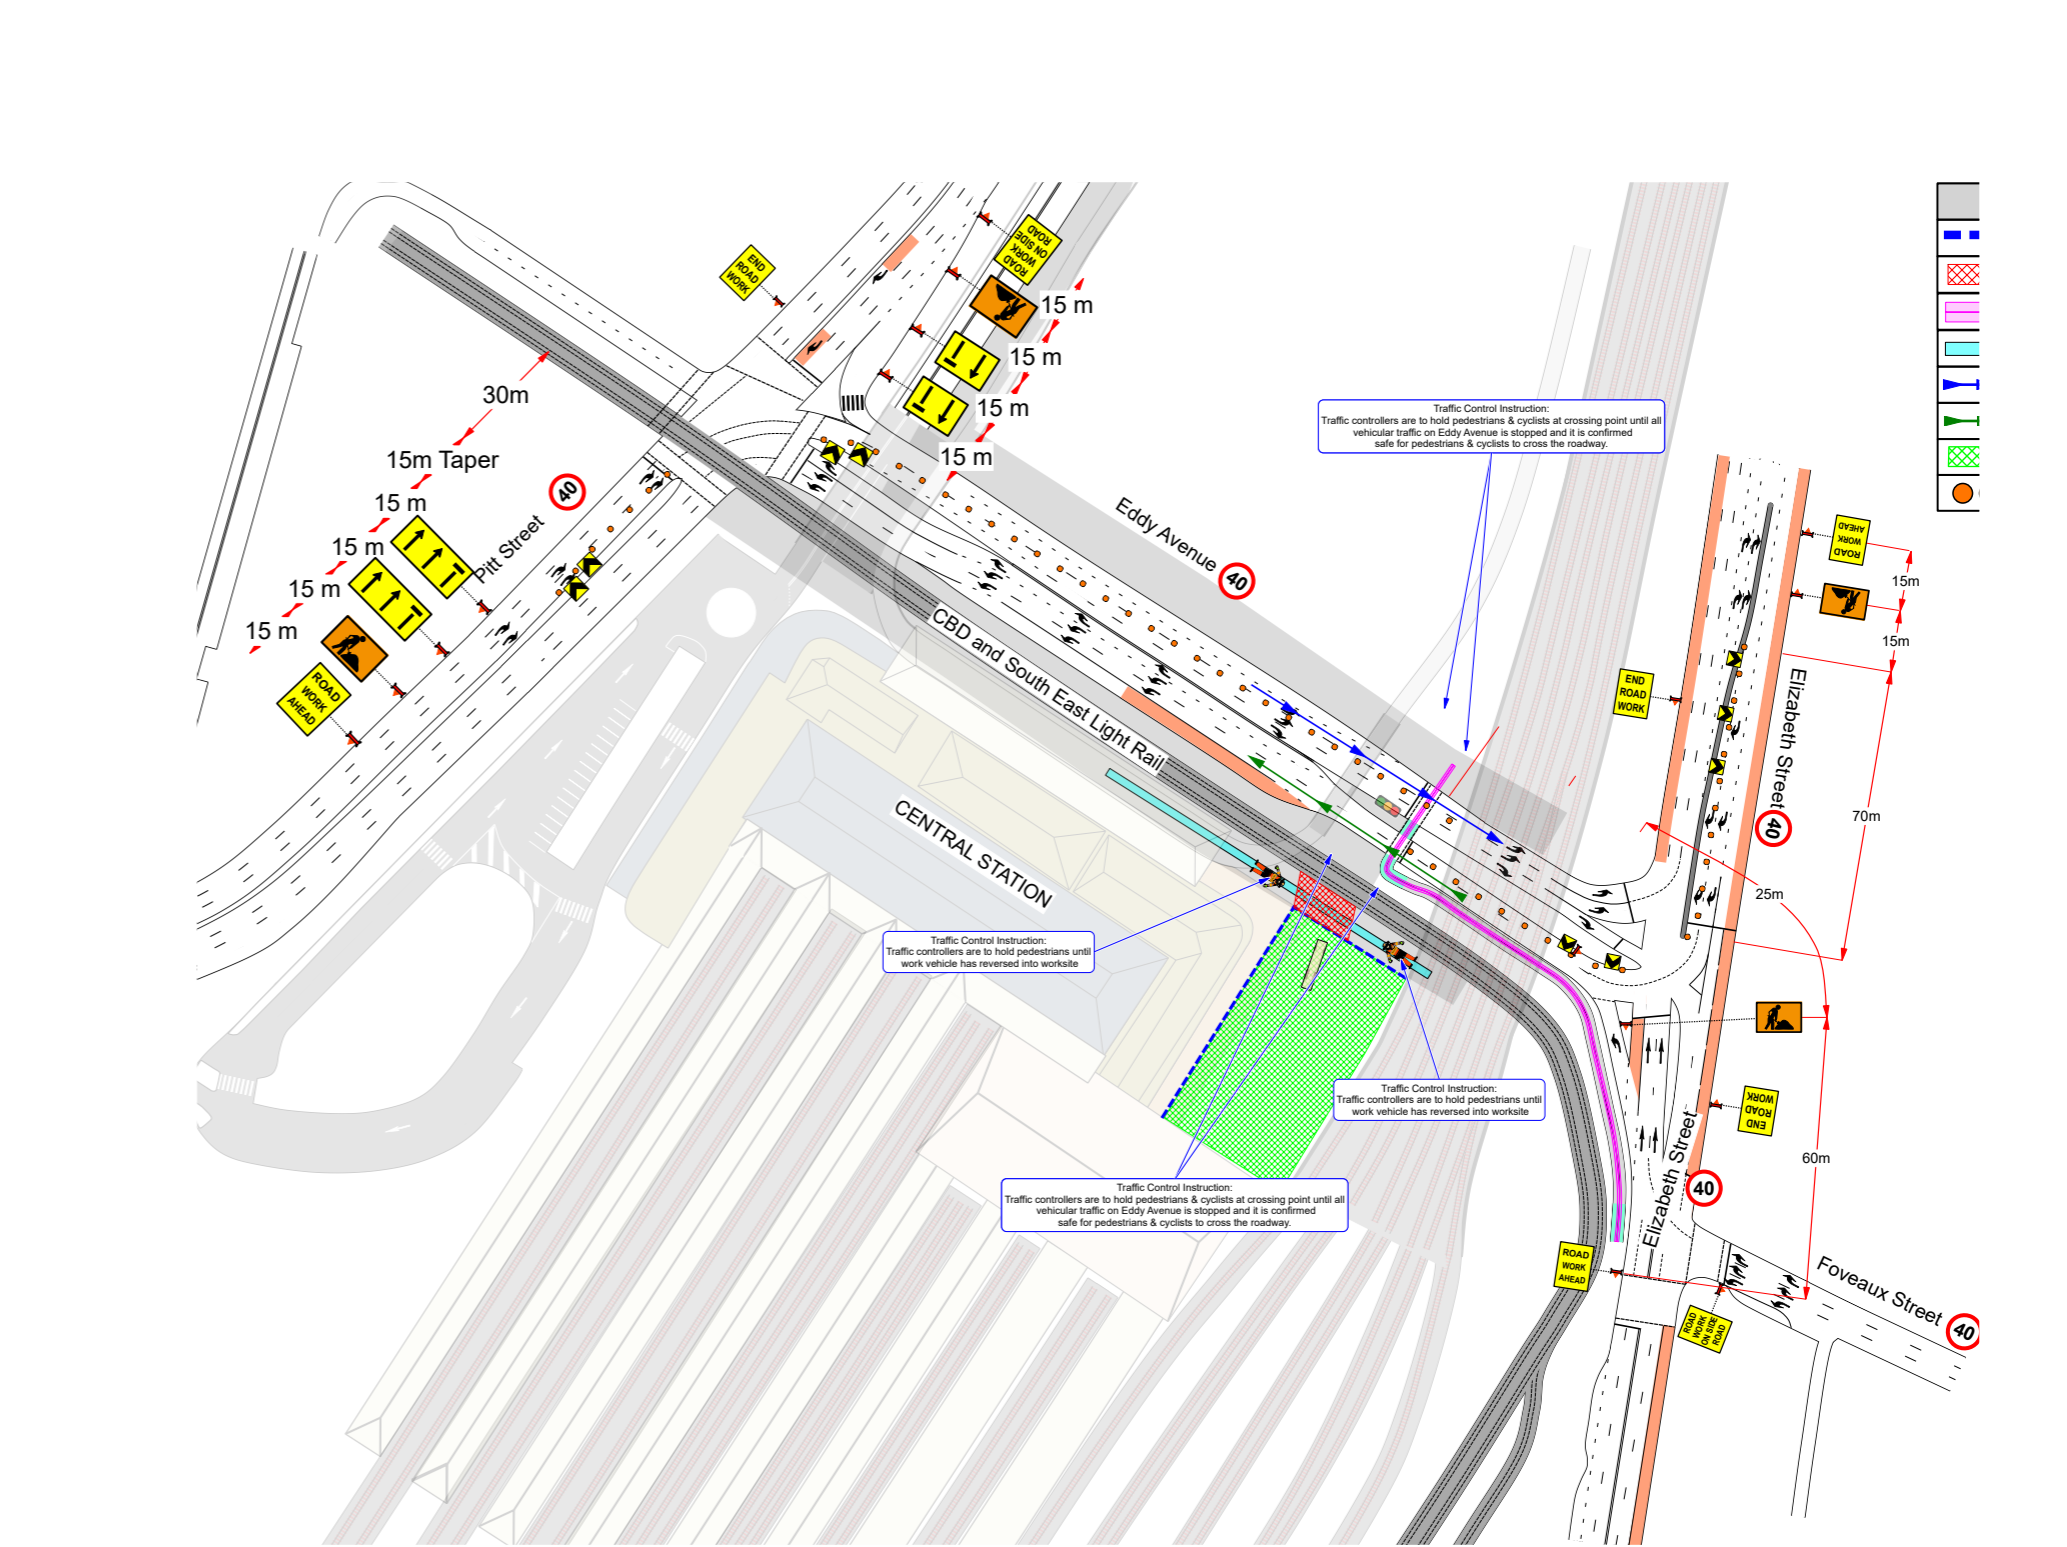 END
ROAD
WORK
ROAD
WORK
ON SIDE
ROAD
15 m
15 m
15 m
15 m
30m
15m Taper
15 m
15 m
15 m
15 m
Pitt Street
40
ROAD
WORK
AHEAD
Eddy Avenue
40
Traffic Control Instruction:
Traffic controllers are to hold pedestrians & cyclists at crossing point until all
vehicular traffic on Eddy Avenue is stopped and it is confirmed
safe for pedestrians & cyclists to cross the roadway.
ROAD
WORK
AHEAD
15m
15m
END
ROAD
WORK
Elizabeth Street
40
70m
25m
CBD and South East Light Rail
CENTRAL STATION
Traffic Control Instruction:
Traffic controllers are to hold pedestrians until
work vehicle has reversed into worksite
Traffic Control Instruction:
Traffic controllers are to hold pedestrians until
work vehicle has reversed into worksite
Traffic Control Instruction:
Traffic controllers are to hold pedestrians & cyclists at crossing point until all
vehicular traffic on Eddy Avenue is stopped and it is confirmed
safe for pedestrians & cyclists to cross the roadway.
END
ROAD
WORK
60m
Elizabeth Street
40
ROAD
WORK
AHEAD
ROAD
WORK
ON SIDE
ROAD
Foveaux Street
40